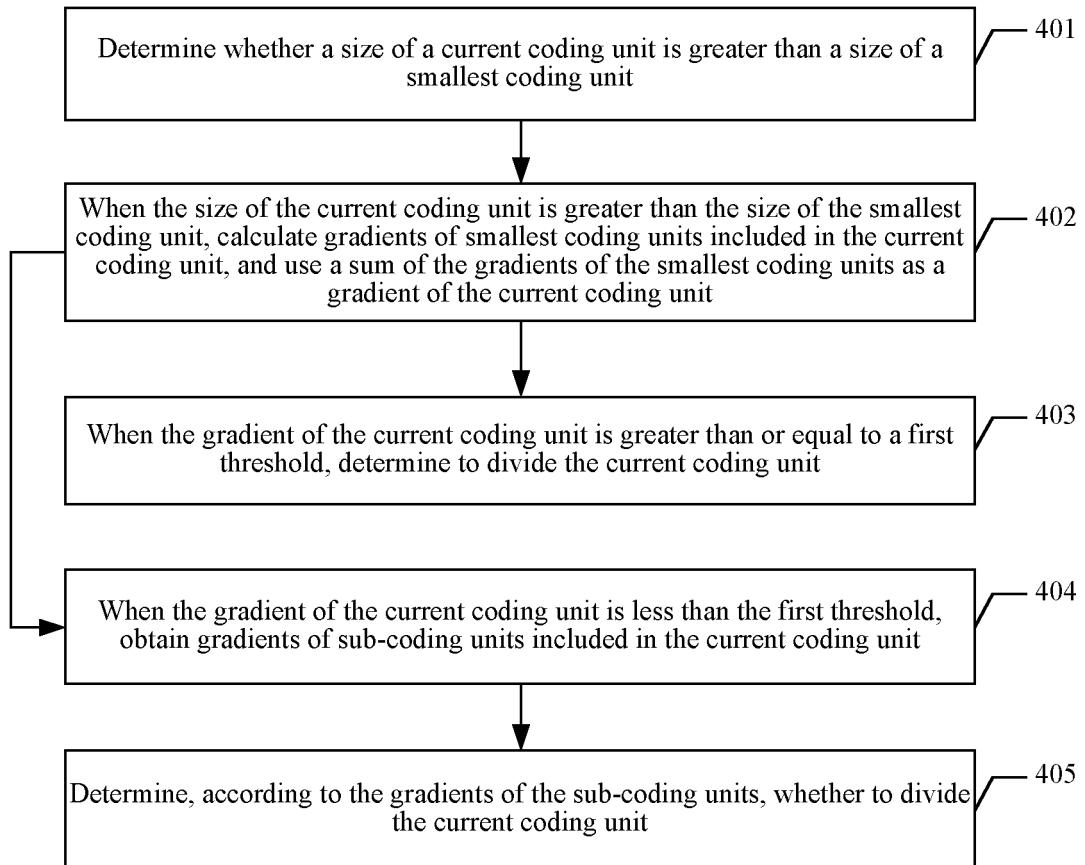 Determine whether a size of a current coding unit is greater than a size of a
smallest coding unit
401
When the size of the current coding unit is greater than the size of the smallest
coding unit, calculate gradients of smallest coding units included in the current
coding unit, and use a sum of the gradients of the smallest coding units as a
gradient of the current coding unit
402
When the gradient of the current coding unit is greater than or equal to a first
threshold, determine to divide the current coding unit
403
When the gradient of the current coding unit is less than the first threshold,
obtain gradients of sub-coding units included in the current coding unit
404
Determine, according to the gradients of the sub-coding units, whether to divide
the current coding unit
405